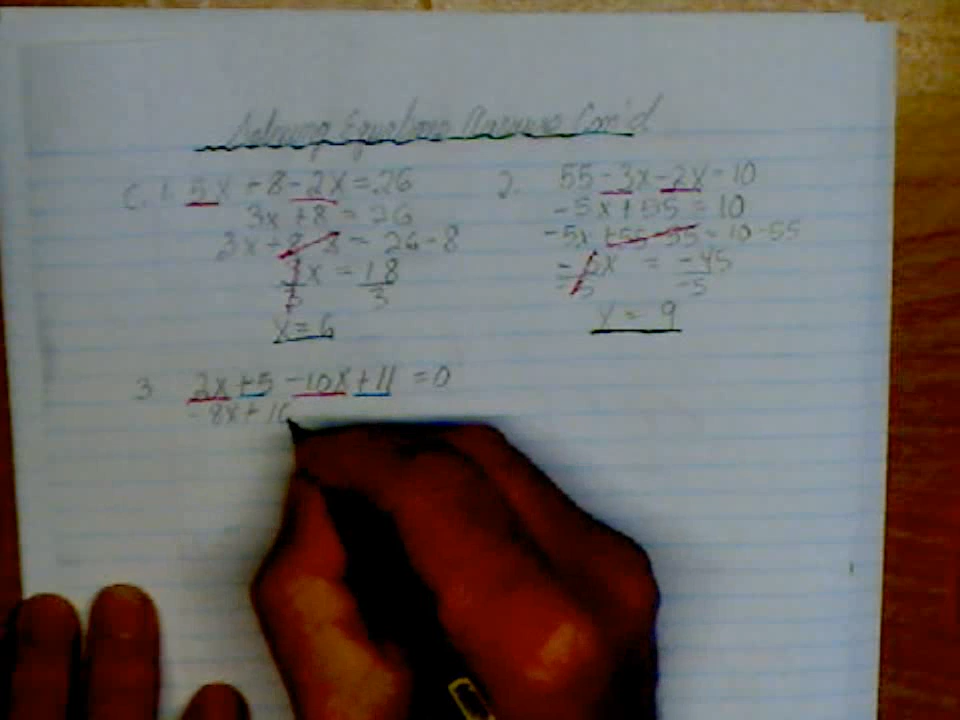 Solving Equations Con'd
C. 1. 5x + 8 - 2x = 26
3x + 8 = 26
3x + 8 - 8 = 26 - 8
3x = 18
3 3
x = 6
2. 55 - 3x - 2x = 10
-5x + 55 = 10
-5x + 55 - 55 = 10 - 55
-5x = -45
-5 -5
x = 9
3. 2x + 5 - 10x + 11 = 0
-8x + 16